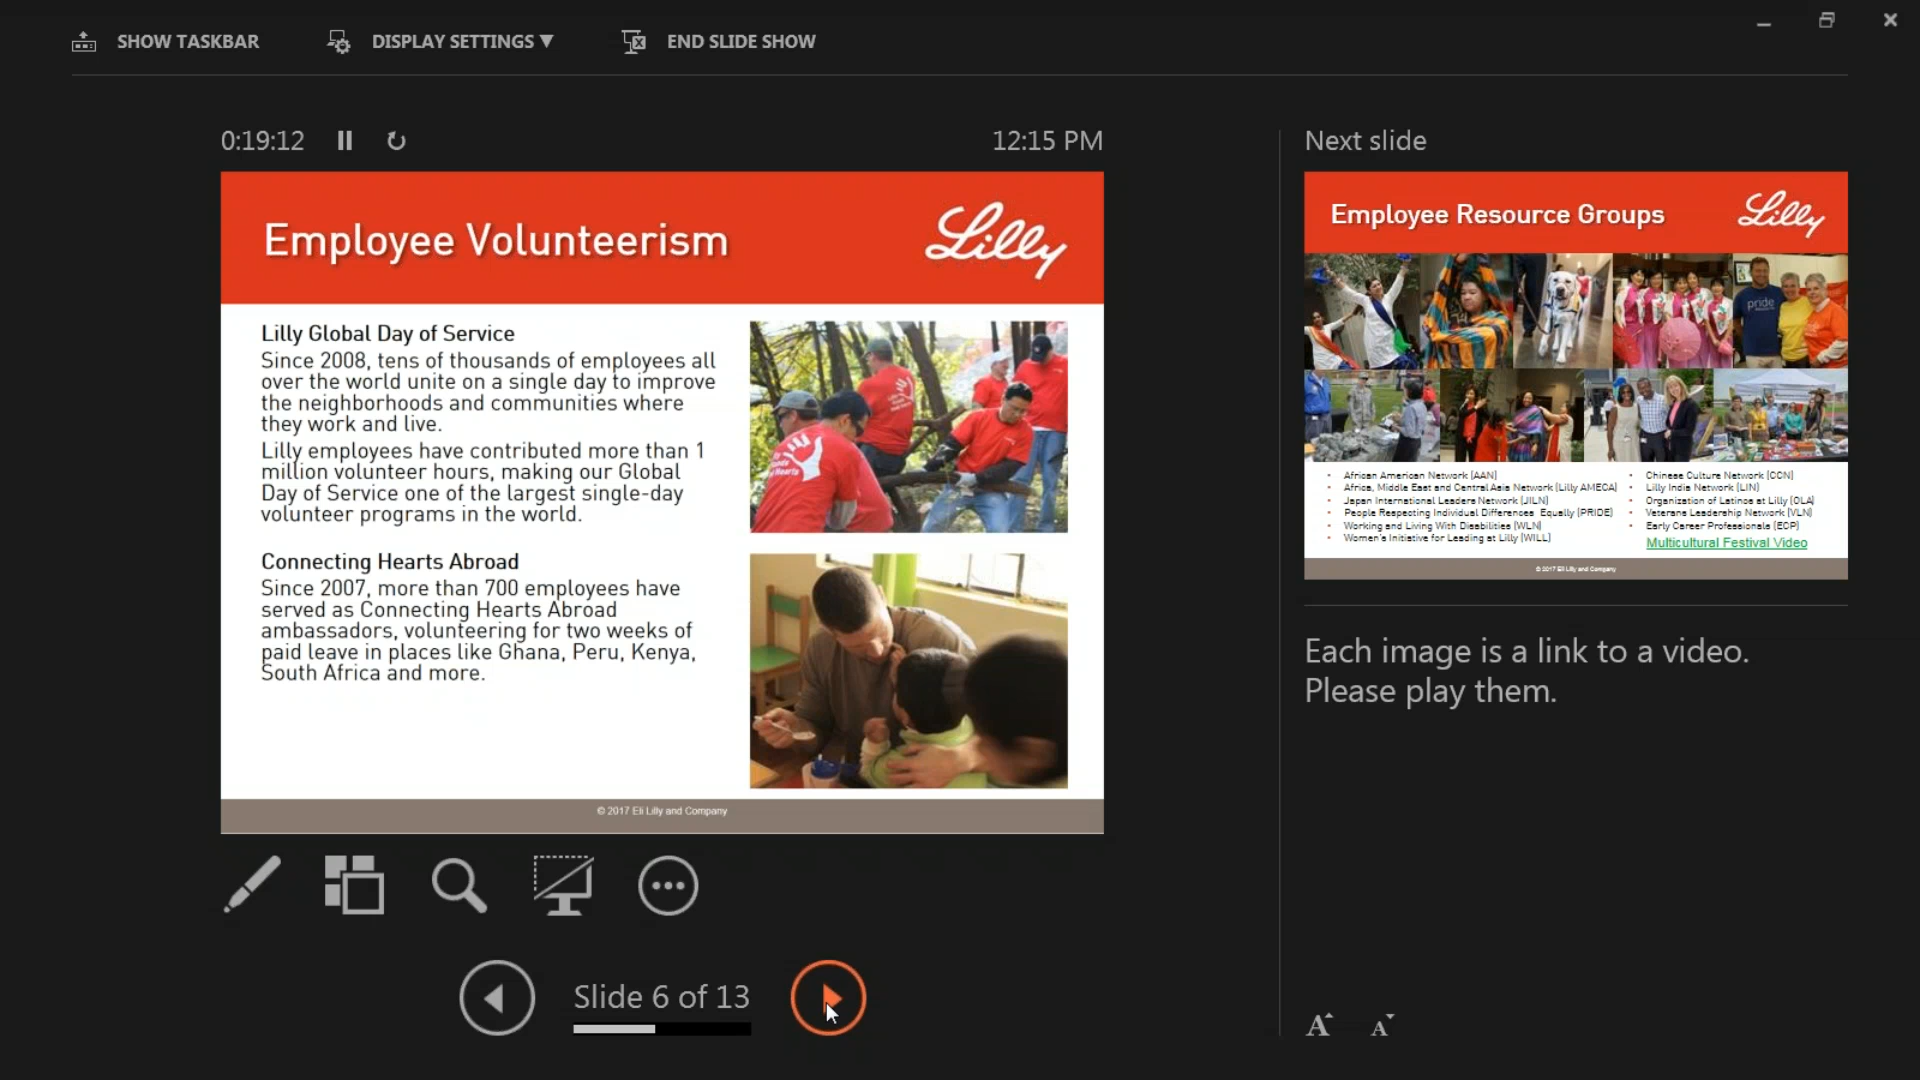 SHOW TASKBAR
DISPLAY SETTINGS ▼
END SLIDE SHOW
0:19:12
12:15 PM
Employee Volunteerism
Lilly
Lilly Global Day of Service
Since 2008, tens of thousands of employees all
over the world unite on a single day to improve
the neighborhoods and communities where
they work and live.
Lilly employees have contributed more than 1
million volunteer hours, making our Global
Day of Service one of the largest single-day
volunteer programs in the world.
Connecting Hearts Abroad
Since 2007, more than 700 employees have
served as Connecting Hearts Abroad
ambassadors, volunteering for two weeks of
paid leave in places like Ghana, Peru, Kenya,
South Africa and more.
© 2017 Eli Lilly and Company
Slide 6 of 13
Next slide
Employee Resource Groups
Lilly
pride
• African American Network (AAN)
• Africa, Middle East and Central Asia Network (Lilly AMECA)
• Japan International Leaders Network (JILN)
• People Respecting Individual Differences Equally (PRIDE)
• Working and Living With Disabilities (WLN)
• Women's Initiative for Leading at Lilly (WILL)
• Chinese Culture Network (CCN)
• Lilly India Network (LIN)
• Organization of Latinos at Lilly (OLA)
• Veterans Leadership Network (VLN)
• Early Career Professionals (ECP)
Multicultural Festival Video
© 2017 Eli Lilly and Company
Each image is a link to a video.
Please play them.
A A